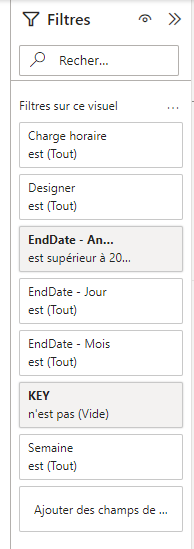 Filtres
Recher...
Filtres sur ce visuel
Charge horaire
est (Tout)
Designer
est (Tout)
EndDate - An...
est supérieur à 20...
EndDate - Jour
est (Tout)
EndDate - Mois
est (Tout)
KEY
n'est pas (Vide)
Semaine
est (Tout)
Ajouter des champs de ...